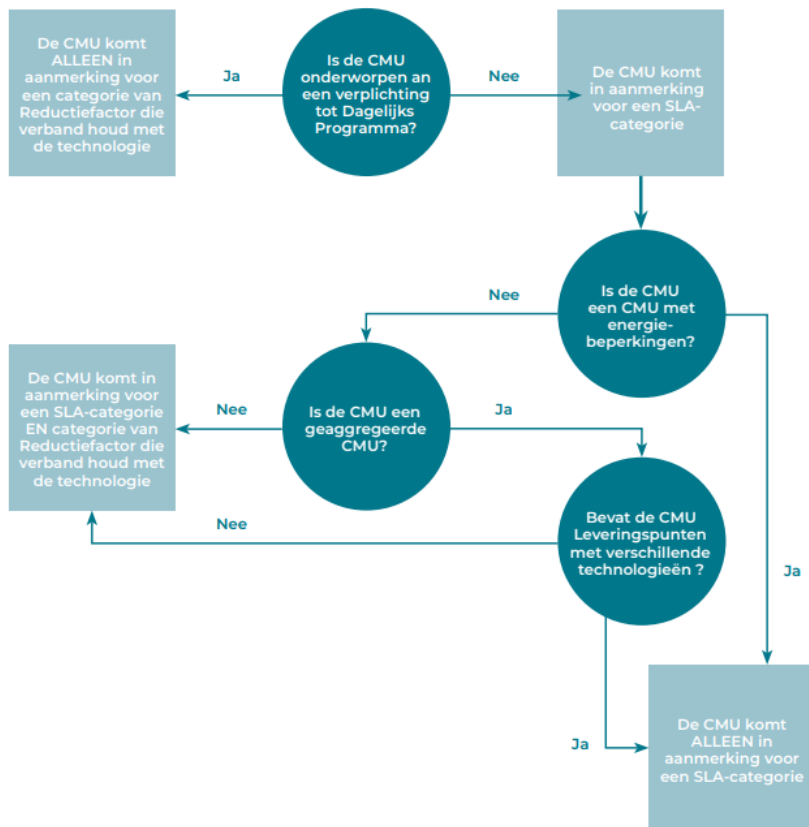 De CMU komt
ALLEEN in
aanmerking voor
een categorie van
Reductiefactor die
verband houd met
de technologie
Ja
Is de CMU
onderworpen an
een verplichting
tot Dagelijks
Programma?
Nee
De CMU komt
in aanmerking
voor een SLA-
categorie
Is de CMU
een CMU met
energie-
beperkingen?
Nee
Ja
De CMU komt in
aanmerking voor
een SLA-categorie
EN categorie van
Reductiefactor die
verband houd met
de technologie
Nee
Is de CMU een
geaggregeerde
CMU?
Ja
Nee
Bevat de CMU
Leveringspunten
met verschillende
technologieën ?
Ja
De CMU komt
ALLEEN in
aanmerking voor
een SLA-categorie